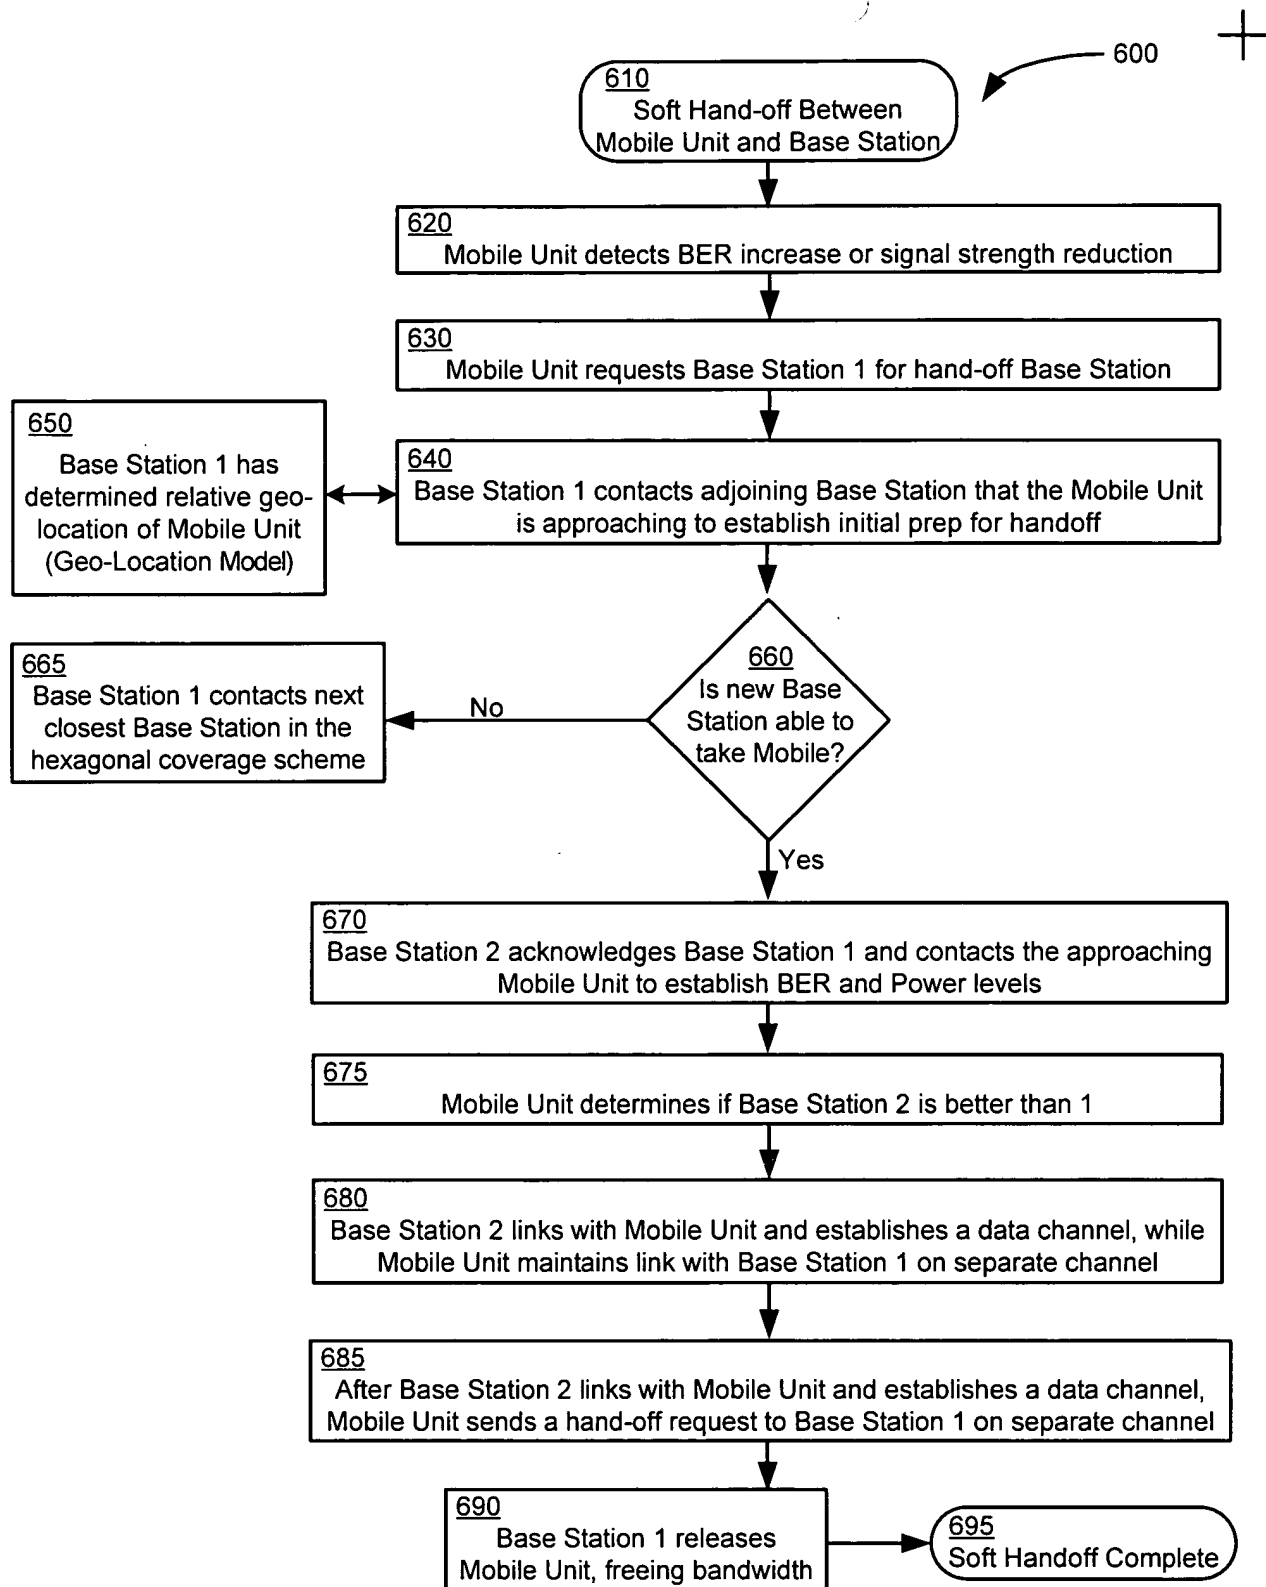 600
610
Soft Hand-off Between
Mobile Unit and Base Station
620
Mobile Unit detects BER increase or signal strength reduction
630
Mobile Unit requests Base Station 1 for hand-off Base Station
650
Base Station 1 has
determined relative geo-
location of Mobile Unit
(Geo-Location Model)
640
Base Station 1 contacts adjoining Base Station that the Mobile Unit
is approaching to establish initial prep for handoff
660
Is new Base
Station able to
take Mobile?
No
665
Base Station 1 contacts next
closest Base Station in the
hexagonal coverage scheme
Yes
670
Base Station 2 acknowledges Base Station 1 and contacts the approaching
Mobile Unit to establish BER and Power levels
675
Mobile Unit determines if Base Station 2 is better than 1
680
Base Station 2 links with Mobile Unit and establishes a data channel, while
Mobile Unit maintains link with Base Station 1 on separate channel
685
After Base Station 2 links with Mobile Unit and establishes a data channel,
Mobile Unit sends a hand-off request to Base Station 1 on separate channel
690
Base Station 1 releases
Mobile Unit, freeing bandwidth
695
Soft Handoff Complete